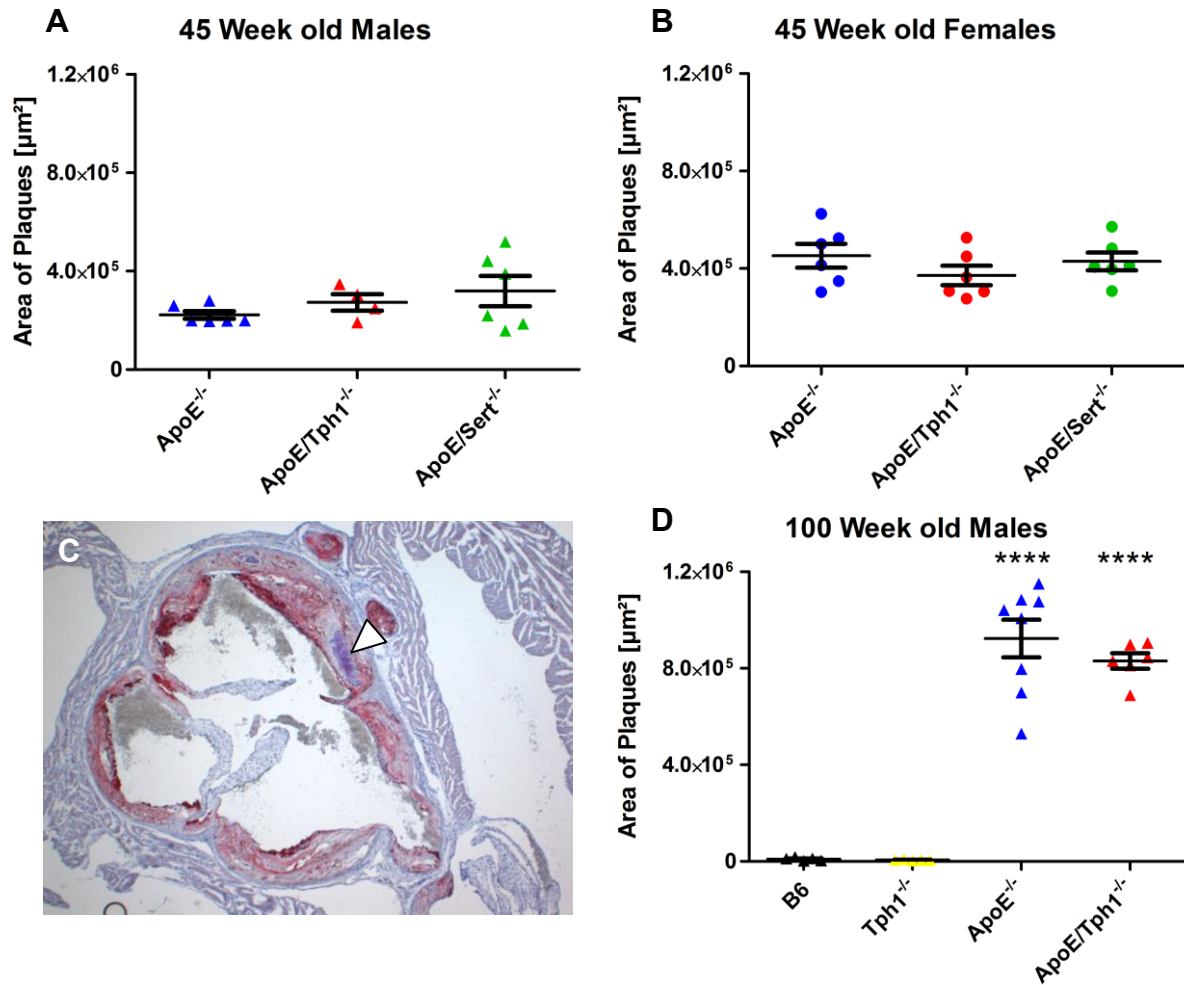 A
45 Week old Males
Area of Plaques [µm²]
1.2×10⁶
8.0×10⁵
4.0×10⁵
0
ApoE⁻/⁻
ApoE/Tph1⁻/⁻
ApoE/Sert⁻/⁻
B
45 Week old Females
Area of Plaques [µm²]
1.2×10⁶
8.0×10⁵
4.0×10⁵
0
ApoE⁻/⁻
ApoE/Tph1⁻/⁻
ApoE/Sert⁻/⁻
C
D
100 Week old Males
Area of Plaques [µm²]
1.2×10⁶
8.0×10⁵
4.0×10⁵
0
**** ****
B6
Tph1⁻/⁻
ApoE⁻/⁻
ApoE/Tph1⁻/⁻